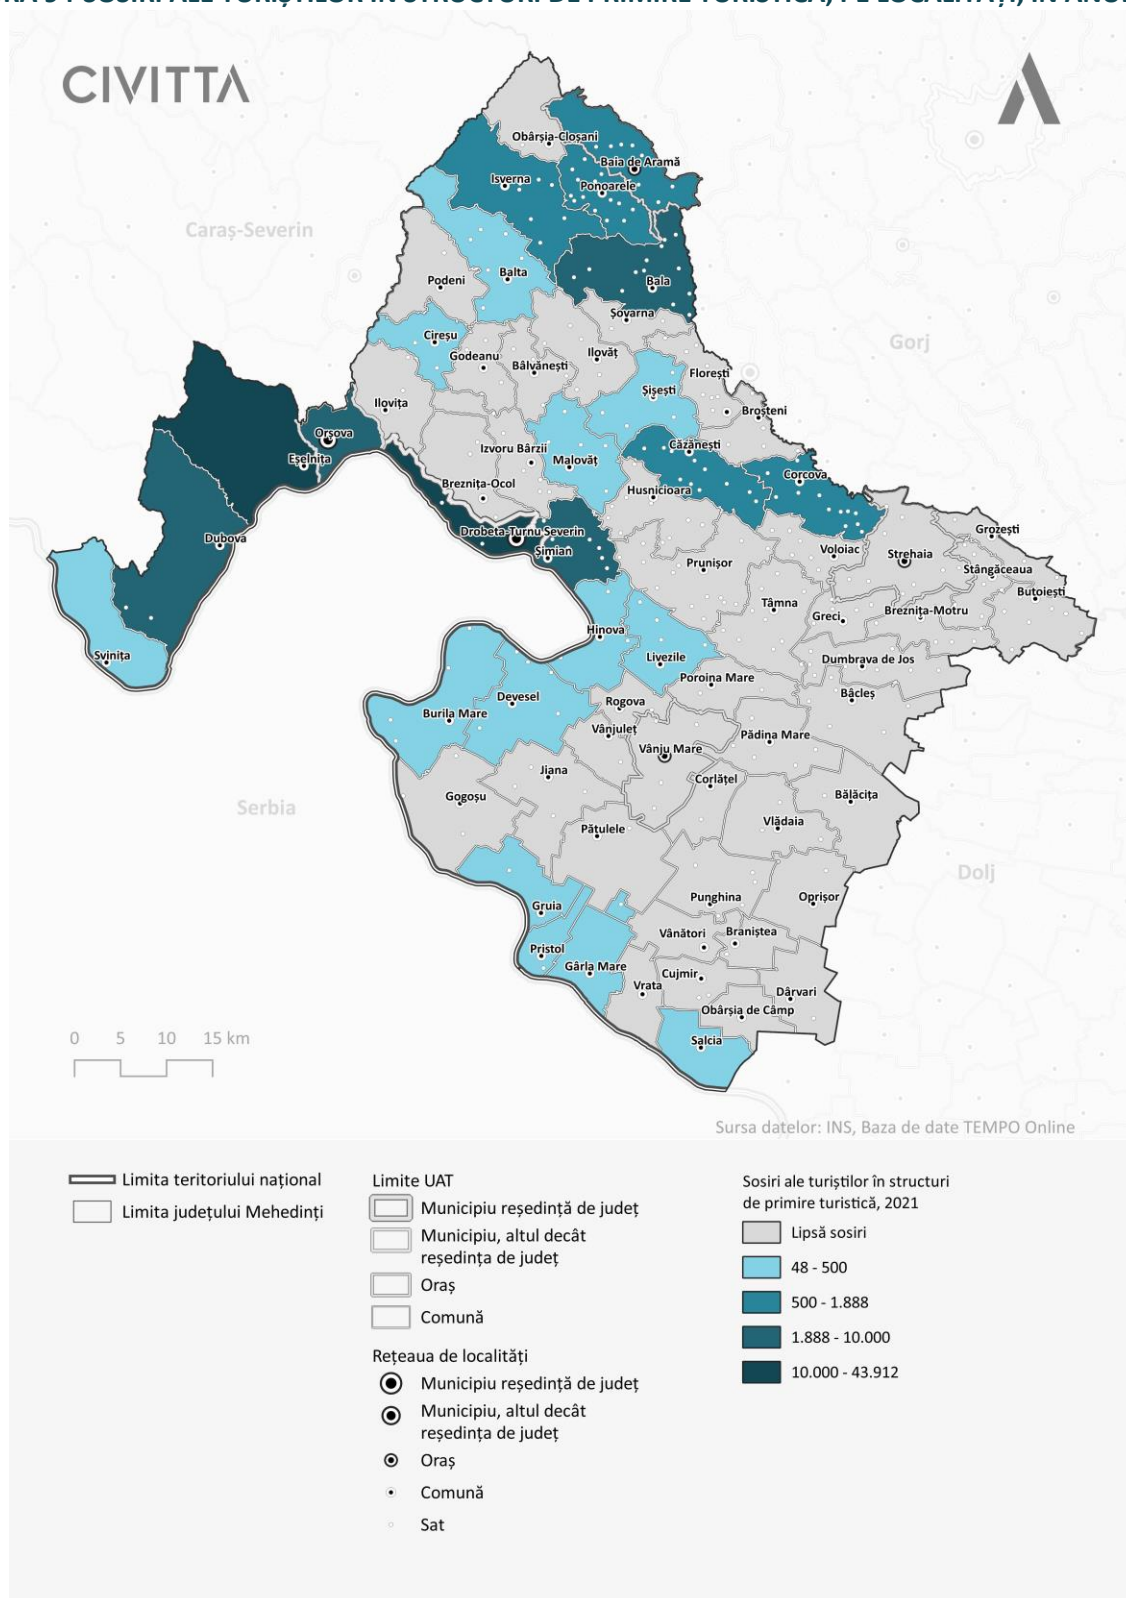 CIVITTA
Obârșia-Cloșani
Baia de Aramă
Isverna
Ponoarele
Caraș-Severin
Balta
Podeni
Bala
Șovarna
Cireșu
Gorj
Godeanu
Ilovăț
Bâlvănești
Florești
Șișești
Ilovița
Broșteni
Orșova
Căzănești
Izvoru Bârzii
Eșelnița
Malovăț
Corcova
Breznița-Ocol
Husnicioara
Drobeta-Turnu Severin
Grozești
Dubova
Șimian
Voloiac
Strehaia
Prunișor
Stângăceaua
Butoiești
Tâmna
Greci
Breznița-Motru
Hinova
Svinița
Livezile
Dumbrava de Jos
Poroina Mare
Bâcleș
Devesel
Rogova
Burila Mare
Vânjuleț
Pădina Mare
Vânju Mare
Jiana
Corlățel
Gogoșu
Bălăcița
Serbia
Vlădaia
Pătulele
Dolj
Punghina
Oprișor
Gruia
Vânători
Braniștea
Pristol
Gârla Mare
Cujmir
Vrata
Dârvari
Obârșia de Câmp
0 5 10 15 km
Salcia
Sursa datelor: INS, Baza de date TEMPO Online
Limita teritoriului național
Limita județului Mehedinți
Limite UAT
Municipiu reședință de județ
Municipiu, altul decât
reședința de județ
Oraș
Comună
Rețeaua de localități
Municipiu reședință de județ
Municipiu, altul decât
reședința de județ
Oraș
Comună
Sat
Sosiri ale turiștilor în structuri
de primire turistică, 2021
Lipsă sosiri
48 - 500
500 - 1.888
1.888 - 10.000
10.000 - 43.912